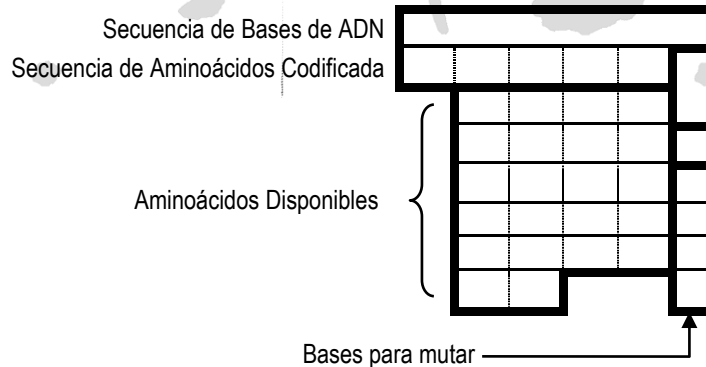 Secuencia de Bases de ADN
Secuencia de Aminoácidos Codificada
Aminoácidos Disponibles
Bases para mutar